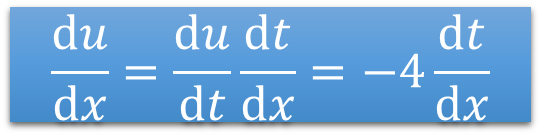 du/dx = du/dt dt/dx = −4 dt/dx